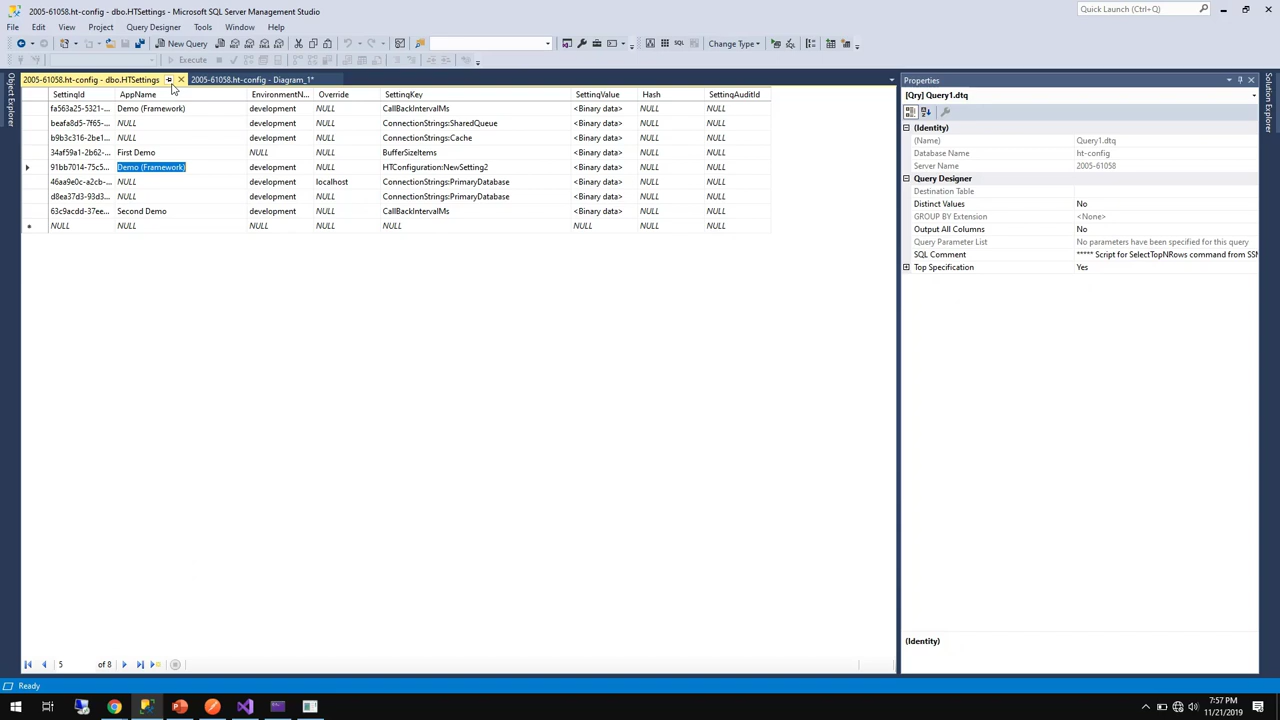 2005-61058.ht-config - dbo.HTSettings - Microsoft SQL Server Management Studio
Quick Launch (Ctrl+Q)
File Edit View Project Query Designer Tools Window Help
New Query
Change Type
Execute
2005-61058.ht-config - dbo.HTSettings
2005-61058.ht-config - Diagram_1*
Object Explorer
SettingId AppName EnvironmentN... Override SettingKey SettingValue Hash SettingAuditId
fa563a25-5321-... Demo (Framework) development NULL CallBackIntervalMs <Binary data> NULL NULL
beafa8d5-7f65-... NULL development NULL ConnectionStrings:SharedQueue <Binary data> NULL NULL
b9b3c316-2be1... NULL development NULL ConnectionStrings:Cache <Binary data> NULL NULL
34af59a1-2b62-... First Demo NULL NULL BufferSizeItems <Binary data> NULL NULL
91bb7014-75c5... Demo (Framework) development NULL HTConfiguration:NewSetting2 <Binary data> NULL NULL
46aa9e0c-a2cb-... NULL development localhost ConnectionStrings:PrimaryDatabase <Binary data> NULL NULL
d8ea37d3-93d3... NULL development NULL ConnectionStrings:PrimaryDatabase <Binary data> NULL NULL
63c9acdd-37ee... Second Demo development NULL CallBackIntervalMs <Binary data> NULL NULL
NULL NULL NULL NULL NULL NULL NULL NULL
5 of 8
Properties
[Qry] Query1.dtq
(Identity)
(Name) Query1.dtq
Database Name ht-config
Server Name 2005-61058
Query Designer
Destination Table
Distinct Values No
GROUP BY Extension <None>
Output All Columns No
Query Parameter List No parameters have been specified for this query
SQL Comment ***** Script for SelectTopNRows command from SSM
Top Specification Yes
(Identity)
Solution Explorer
Ready
7:57 PM
11/21/2019